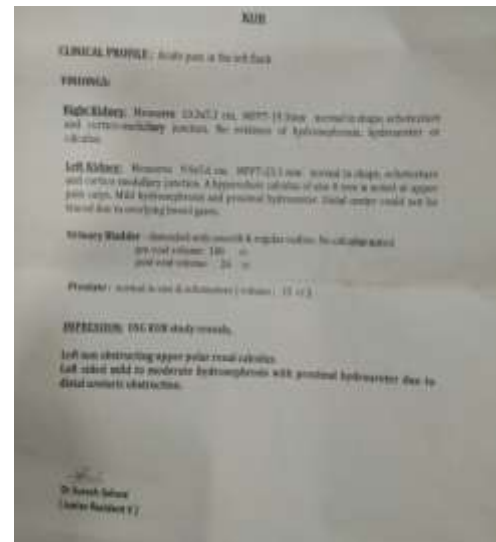 KUB
CLINICAL PROFILE: Acute pain in the left flank
FINDINGS:
Right Kidney: Measures cm, MPPT- normal in shape, echotexture
and cortico-medullary junction. No evidence of hydronephrosis, hydroureter or
calculus.
Left Kidney: Measures cm, MPPT- mm normal in shape, echotexture
and cortico medullary junction. A hyperechoic calculus of size mm is noted at upper
pole calyx. Mild hydronephrosis and proximal hydroureter. Distal ureter could not be
traced due to overlying bowel gases.
Urinary Bladder - distended with smooth & regular outline. No calculus noted
pre void volume: cc
post void volume: cc
Prostate: normal in size & echotexture ( volume : cc )
IMPRESSION: USG KUB study reveals,
Left non obstructing upper polar renal calculus.
Left sided mild to moderate hydronephrosis with proximal hydroureter due to
distal ureteric obstruction.
Dr
( Junior Resident )